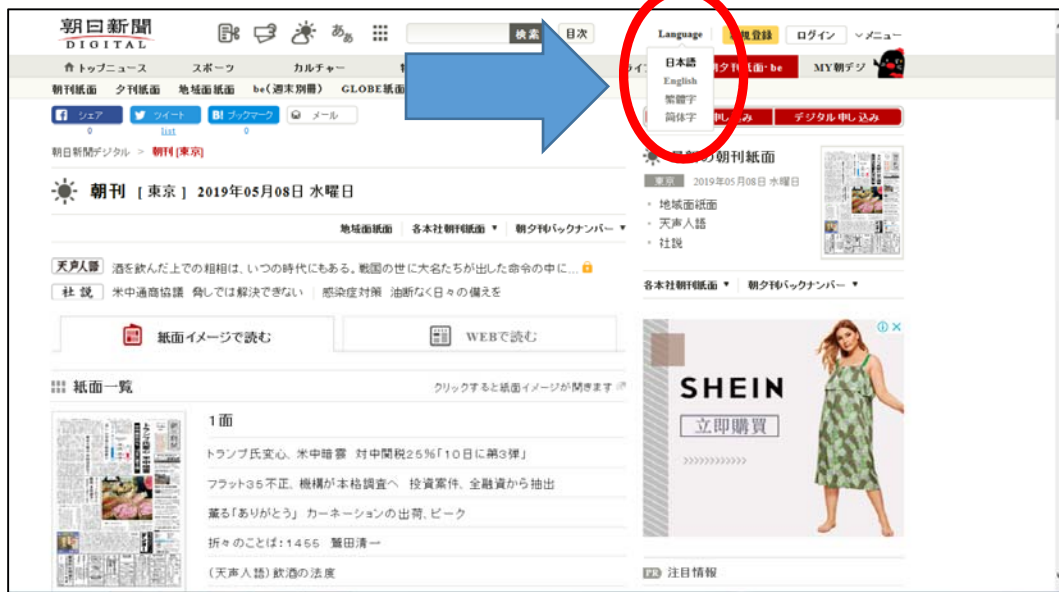 朝日新聞
DIGITAL
あぁぁ
検索
目次
Language
ログイン
メニュー
日本語
English
繁體字
简体字
トップニュース
スポーツ
カルチャー
MY朝デジ
朝刊紙面
夕刊紙面
地域面紙面
be(週末別冊)
GLOBE紙面
シェア
ツイート
ブックマーク
メール
0
list
0
デジタル申し込み
朝日新聞デジタル > 朝刊[東京]
朝刊 [ 東京 ] 2019年05月08日 水曜日
地域面紙面
各本社朝刊紙面 ▼
朝夕刊バックナンバー ▼
天声人語 酒を飲んだ上での粗相は、いつの時代にもある。戦国の世に大名たちが出した命令の中に...
社説 米中通商協議 脅しでは解決できない | 感染症対策 油断なく日々の備えを
紙面イメージで読む
WEBで読む
紙面一覧
クリックすると紙面イメージが開きます
1面
トランプ氏変心、米中暗雲 対中関税25%「10日に第3弾」
フラット35不正、機構が本格調査へ 投資案件、全融資から抽出
薫る「ありがとう」 カーネーションの出荷、ピーク
折々のことば:1455 鷲田清一
(天声人語)飲酒の法度
の朝刊紙面
東京 2019年05月08日 水曜日
・ 地域面紙面
・ 天声人語
・ 社説
各本社朝刊紙面 ▼
朝夕刊バックナンバー ▼
SHEIN
立即購買
>>>>>>>>>>>>
PR 注目情報